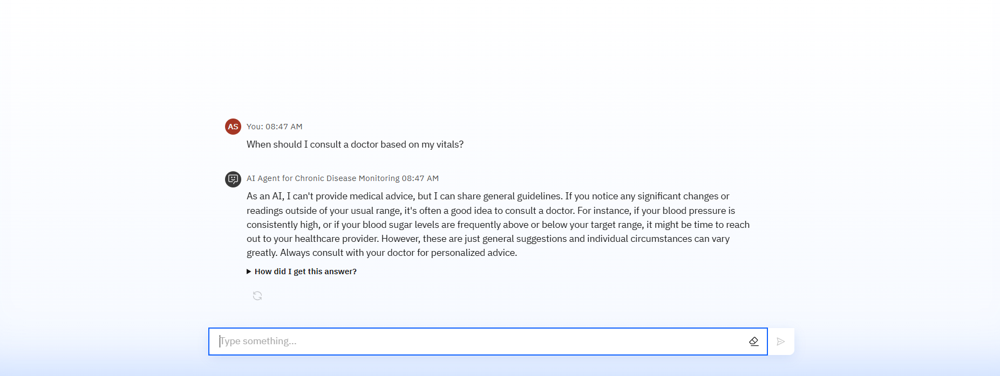 AS You: 08:47 AM
When should I consult a doctor based on my vitals?
AI Agent for Chronic Disease Monitoring 08:47 AM
As an AI, I can't provide medical advice, but I can share general guidelines. If you notice any significant changes or
readings outside of your usual range, it's often a good idea to consult a doctor. For instance, if your blood pressure is
consistently high, or if your blood sugar levels are frequently above or below your target range, it might be time to reach
out to your healthcare provider. However, these are just general suggestions and individual circumstances can vary
greatly. Always consult with your doctor for personalized advice.
How did I get this answer?
Type something...